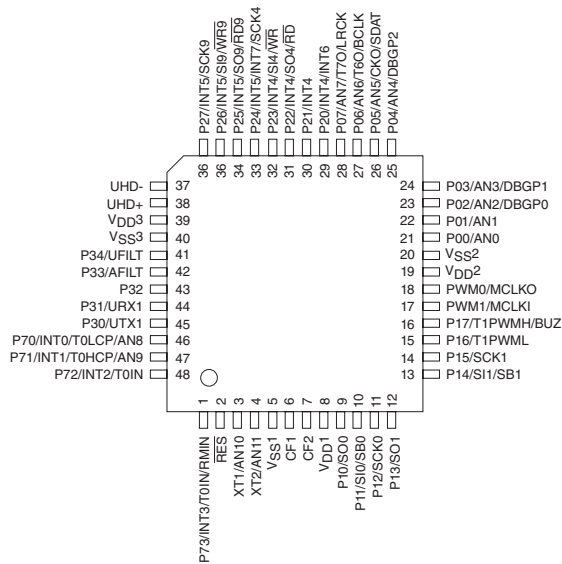 P27/INT5/SCK9
P26/INT5/SI9/WR9
P25/INT5/SO9/RD9
P24/INT5/INT7/SCK4
P23/INT4/SI4/WR
P22/INT4/SO4/RD
P21/INT4
P20/INT4/INT6
P07/AN7/T7O/LRCK
P06/AN6/T6O/BCLK
P05/AN5/CKO/SDAT
P04/AN4/DBGP2
36
36
34
33
32
31
30
29
28
27
26
25
UHD- 37
UHD+ 38
VDD3 39
VSS3 40
P34/UFILT 41
P33/AFILT 42
P32 43
P31/URX1 44
P30/UTX1 45
P70/INT0/T0LCP/AN8 46
P71/INT1/T0HCP/AN9 47
P72/INT2/T0IN 48
24 P03/AN3/DBGP1
23 P02/AN2/DBGP0
22 P01/AN1
21 P00/AN0
20 VSS2
19 VDD2
18 PWM0/MCLKO
17 PWM1/MCLKI
16 P17/T1PWMH/BUZ
15 P16/T1PWML
14 P15/SCK1
13 P14/SI1/SB1
1
2
3
4
5
6
7
8
9
10
11
12
P73/INT3/T0IN/RMIN
RES
XT1/AN10
XT2/AN11
VSS1
CF1
CF2
VDD1
P10/SO0
P11/SI0/SB0
P12/SCK0
P13/SO1